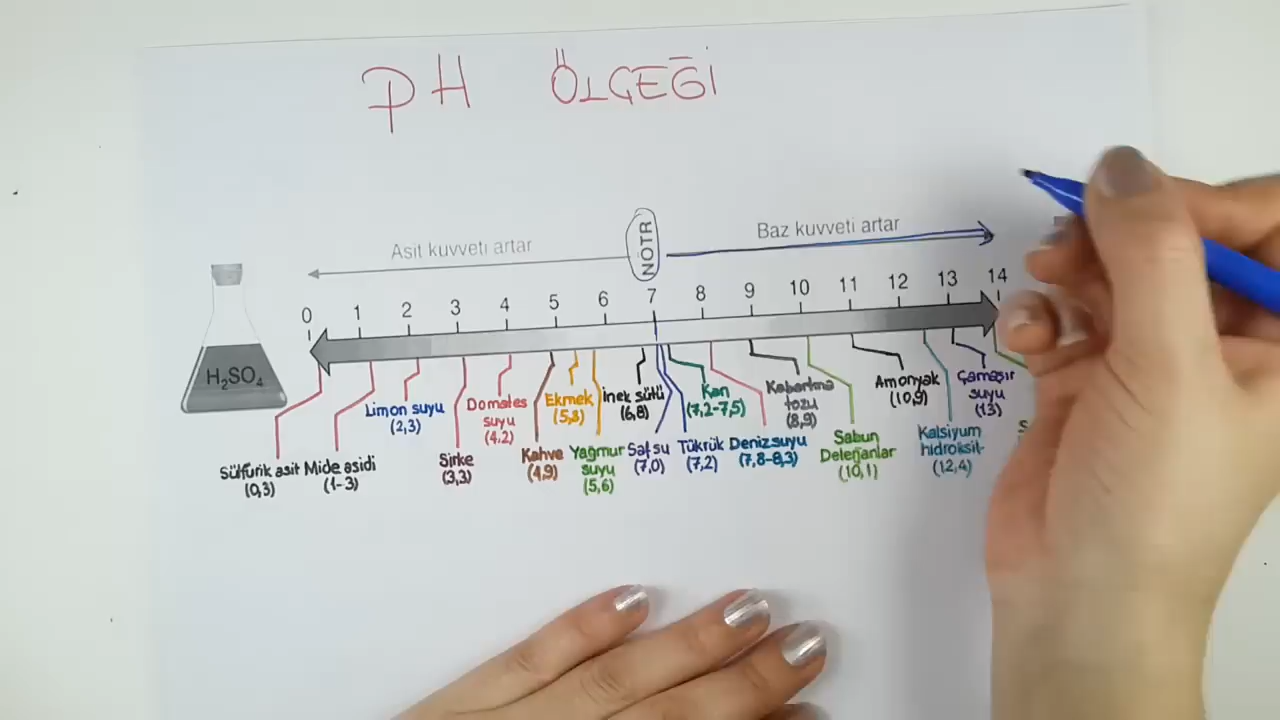 PH ÖLÇEĞİ
Asit kuvveti artar
NÖTR
Baz kuvveti artar
0 1 2 3 4 5 6 7 8 9 10 11 12 13 14
H₂SO₄
Sülfürik asit
(0,3)
Mide asidi
(1-3)
Limon suyu
(2,3)
Sirke
(3,3)
Domates
suyu
(4,2)
Kahve
(4,9)
Ekmek
(5,3)
Yağmur
suyu
(5,6)
İnek sütü
(6,8)
Saf su
(7,0)
Tükrük
(7,2)
Kan
(7,2-7,5)
Deniz suyu
(7,8-8,3)
Kabartma
tozu
(8,9)
Sabun
Deterjanlar
(10,1)
Amonyak
(10,9)
Kalsiyum
hidroksit
(12,4)
Çamaşır
suyu
(13)